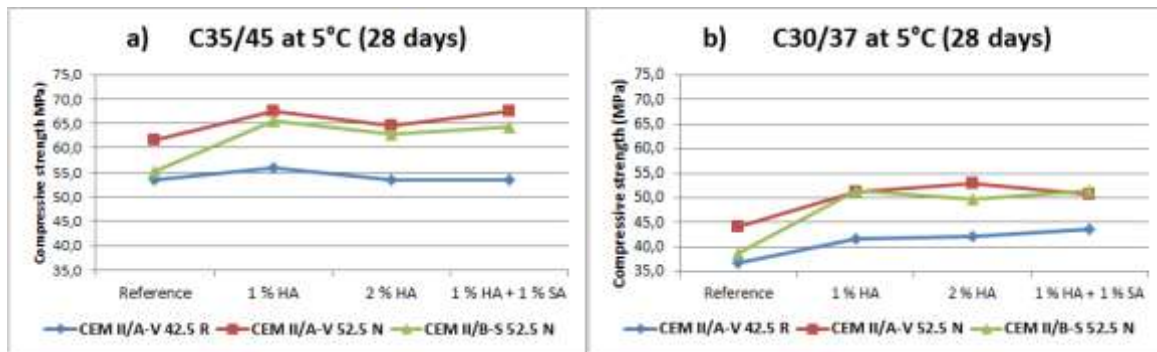 a) C35/45 at 5°C (28 days)
Compressive strength MPa
75,0
70,0
65,0
60,0
55,0
50,0
45,0
40,0
35,0
Reference 1 % HA 2 % HA 1 % HA + 1 % SA
CEM II/A-V 42.5 R CEM II/A-V 52.5 N CEM II/B-S 52.5 N
b) C30/37 at 5°C (28 days)
Compressive strength (MPa)
75,0
70,0
65,0
60,0
55,0
50,0
45,0
40,0
35,0
Reference 1 % HA 2 % HA 1 % HA + 1 % SA
CEM II/A-V 42.5 R CEM II/A-V 52.5 N CEM II/B-S 52.5 N